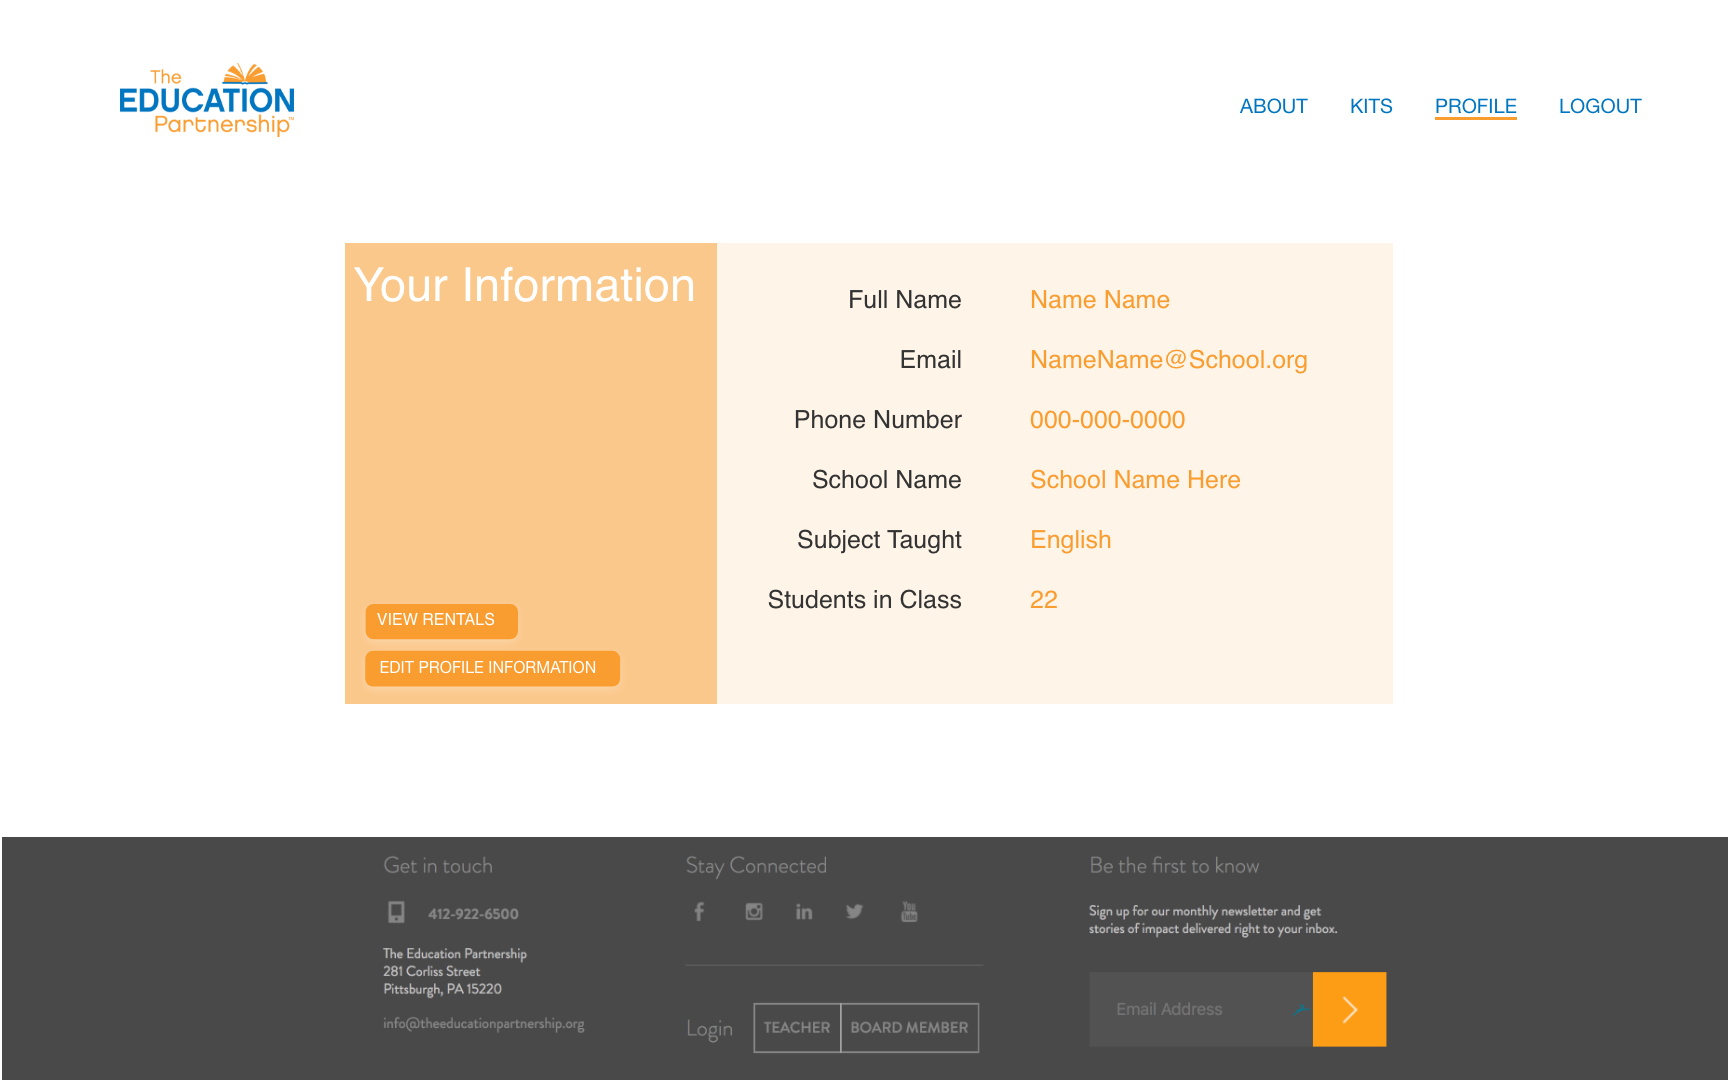 The
EDUCATION
Partnership™
ABOUT KITS PROFILE LOGOUT
Your Information
VIEW RENTALS
EDIT PROFILE INFORMATION
Full Name Name Name
Email NameName@School.org
Phone Number 000-000-0000
School Name School Name Here
Subject Taught English
Students in Class 22
Get in touch
412-922-6500
The Education Partnership
281 Corliss Street
Pittsburgh, PA 15220
info@theeducationpartnership.org
Stay Connected
You
Tube
Login TEACHER BOARD MEMBER
Be the first to know
Sign up for our monthly newsletter and get
stories of impact delivered right to your inbox.
Email Address